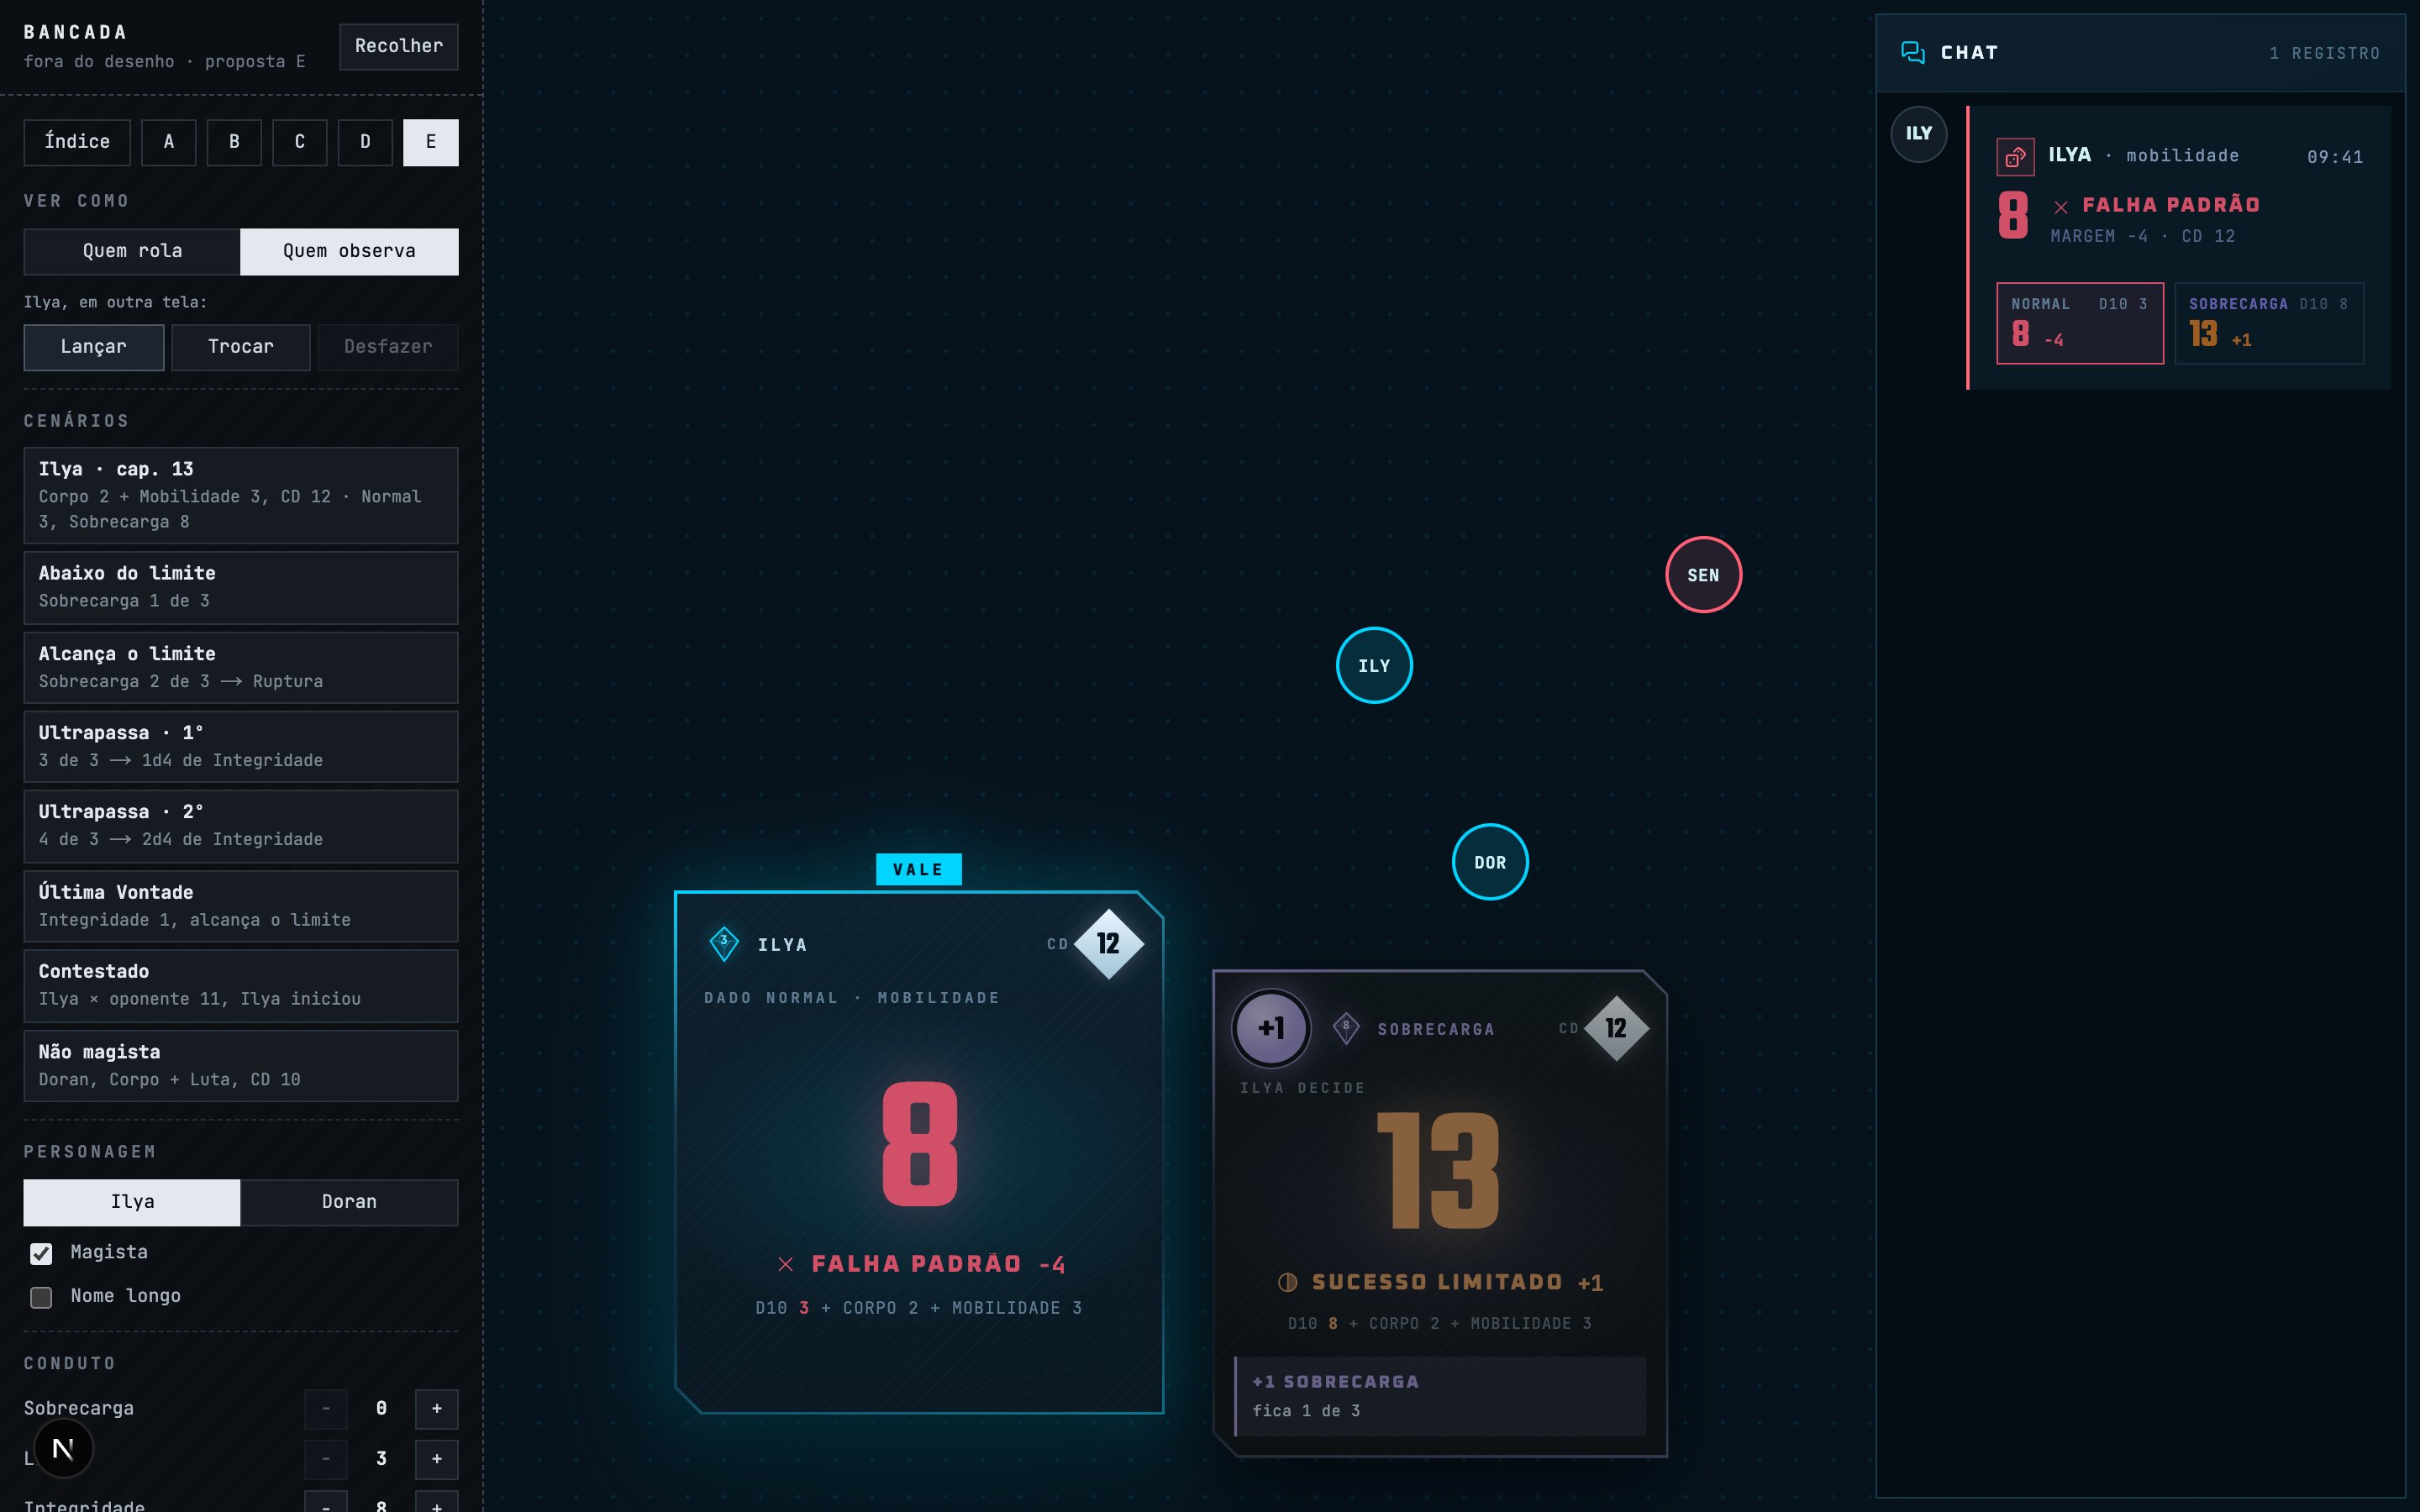 BANCADA
fora do desenho · proposta E
Recolher
Índice
A
B
C
D
E
VER COMO
Quem rola
Quem observa
Ilya, em outra tela:
Lançar
Trocar
Desfazer
CENÁRIOS
Ilya · cap. 13
Corpo 2 + Mobilidade 3, CD 12 · Normal
3, Sobrecarga 8
Abaixo do limite
Sobrecarga 1 de 3
Alcança o limite
Sobrecarga 2 de 3 → Ruptura
Ultrapassa · 1°
3 de 3 → 1d4 de Integridade
Ultrapassa · 2°
4 de 3 → 2d4 de Integridade
Última Vontade
Integridade 1, alcança o limite
Contestado
Ilya × oponente 11, Ilya iniciou
Não magista
Doran, Corpo + Luta, CD 10
PERSONAGEM
Ilya
Doran
Magista
Nome longo
CONDUTO
Sobrecarga
- 0 +
L
- 3 +
Integridade
- 8 +
N
SEN
ILY
DOR
VALE
3 ILYA
CD 12
DADO NORMAL · MOBILIDADE
8
× FALHA PADRÃO -4
D10 3 + CORPO 2 + MOBILIDADE 3
+1
8 SOBRECARGA
CD 12
ILYA DECIDE
13
SUCESSO LIMITADO +1
D10 8 + CORPO 2 + MOBILIDADE 3
+1 SOBRECARGA
fica 1 de 3
CHAT
1 REGISTRO
ILY
ILYA · mobilidade
09:41
8
× FALHA PADRÃO
MARGEM -4 · CD 12
NORMAL D10 3
8 -4
SOBRECARGA D10 8
13 +1